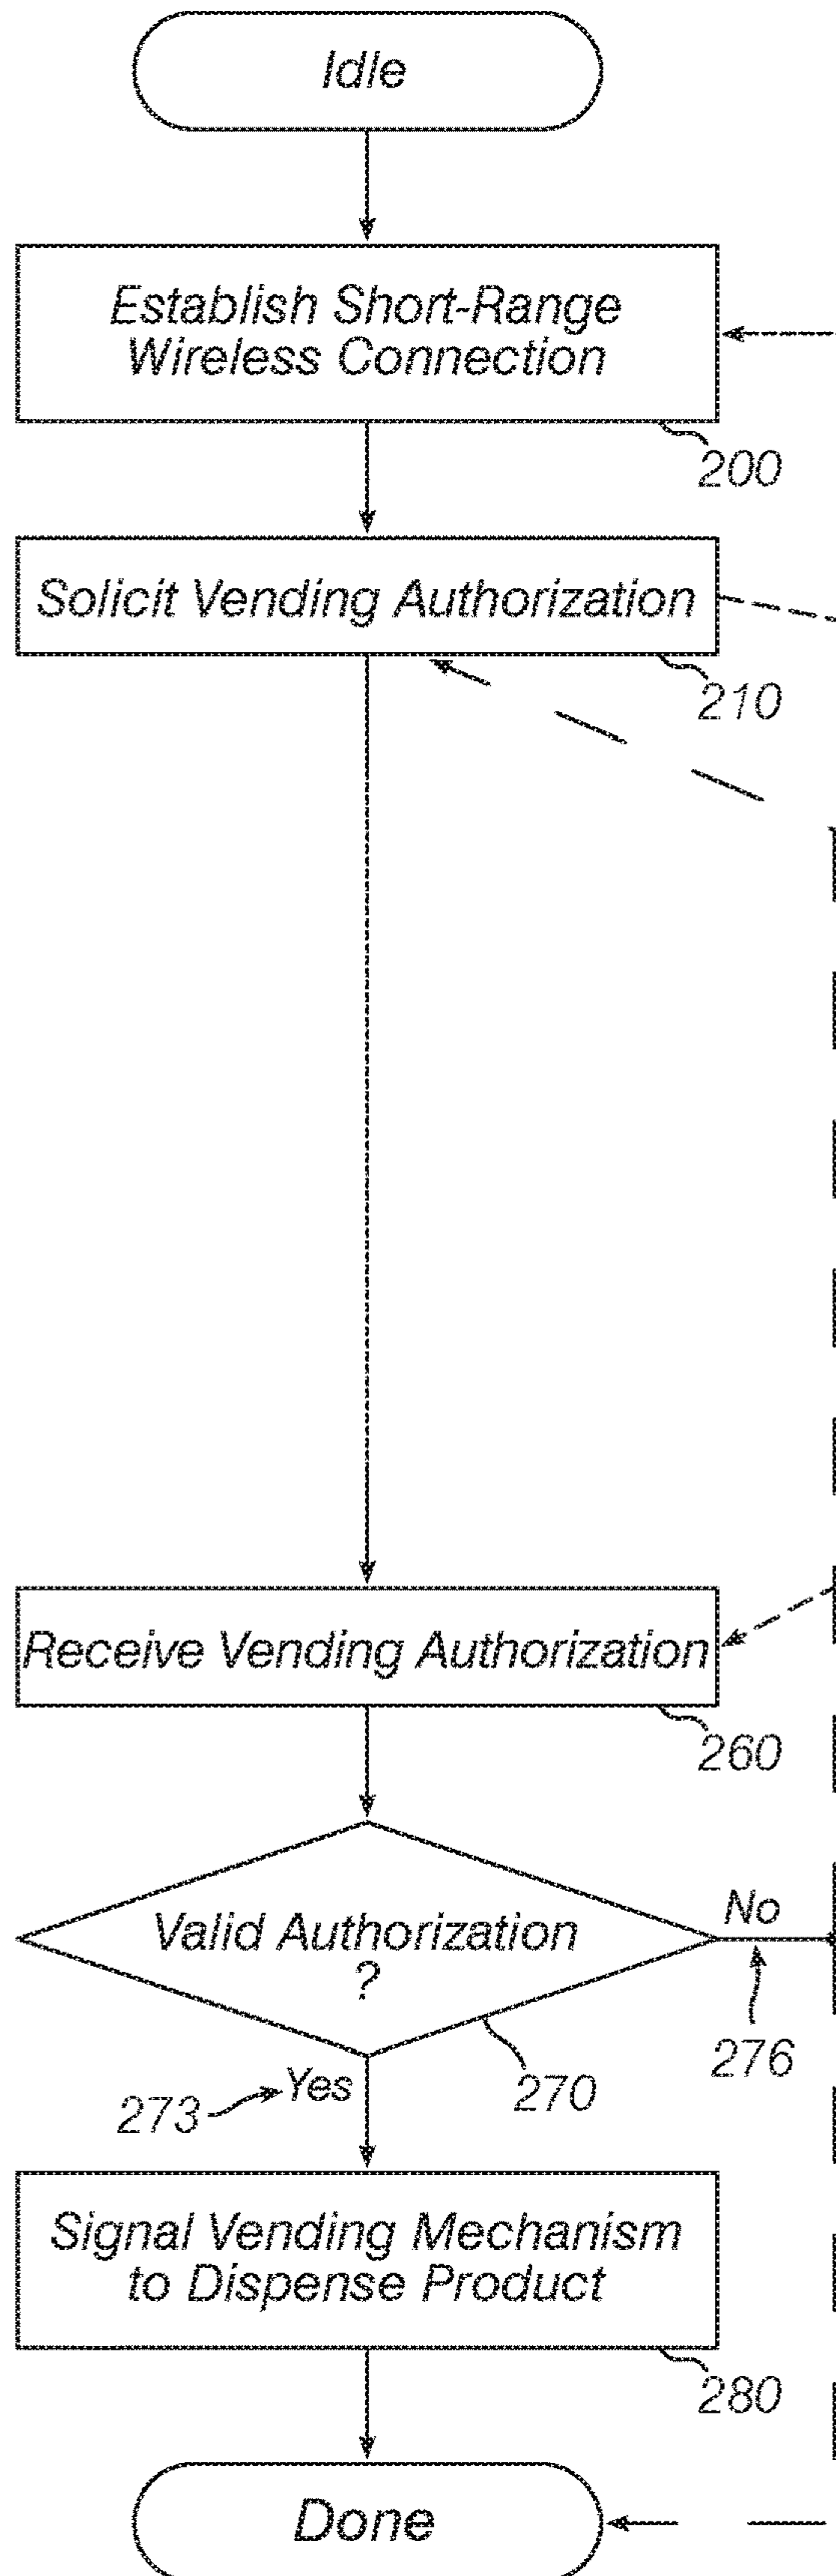 Idle
Establish Short-Range
Wireless Connection
200
Solicit Vending Authorization
210
Receive Vending Authorization
260
Valid Authorization
?
No
276
270
Yes
273
Signal Vending Mechanism
to Dispense Product
280
Done